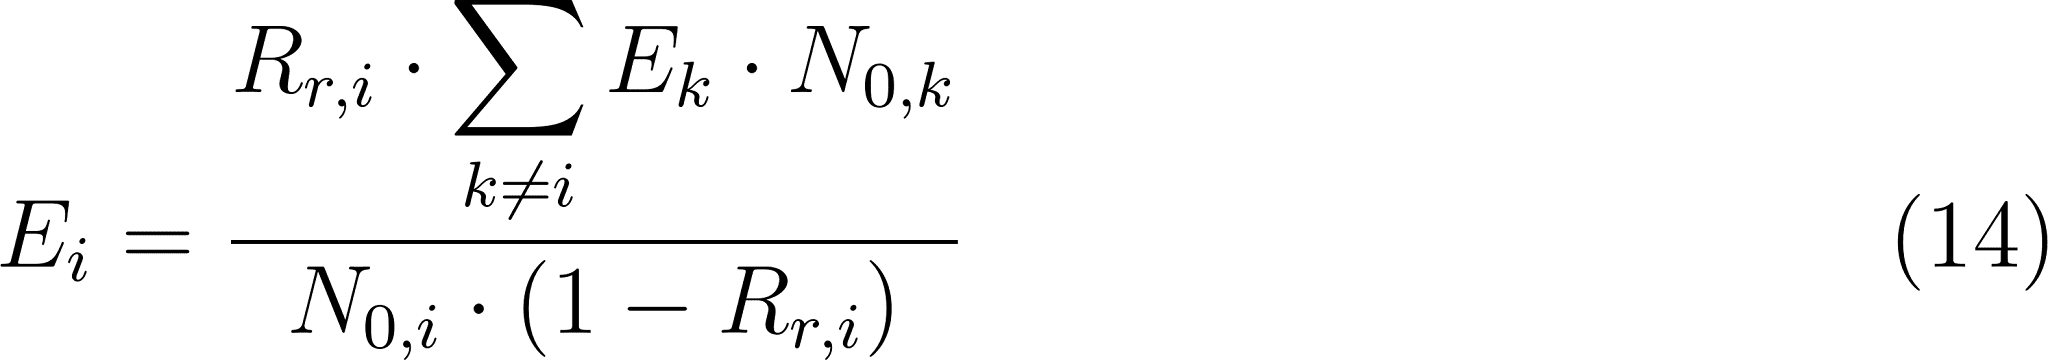 E_i = \frac{R_{r,i} \cdot \sum_{k \neq i} E_k \cdot N_{0,k}}{N_{0,i} \cdot (1 - R_{r,i})} (14)